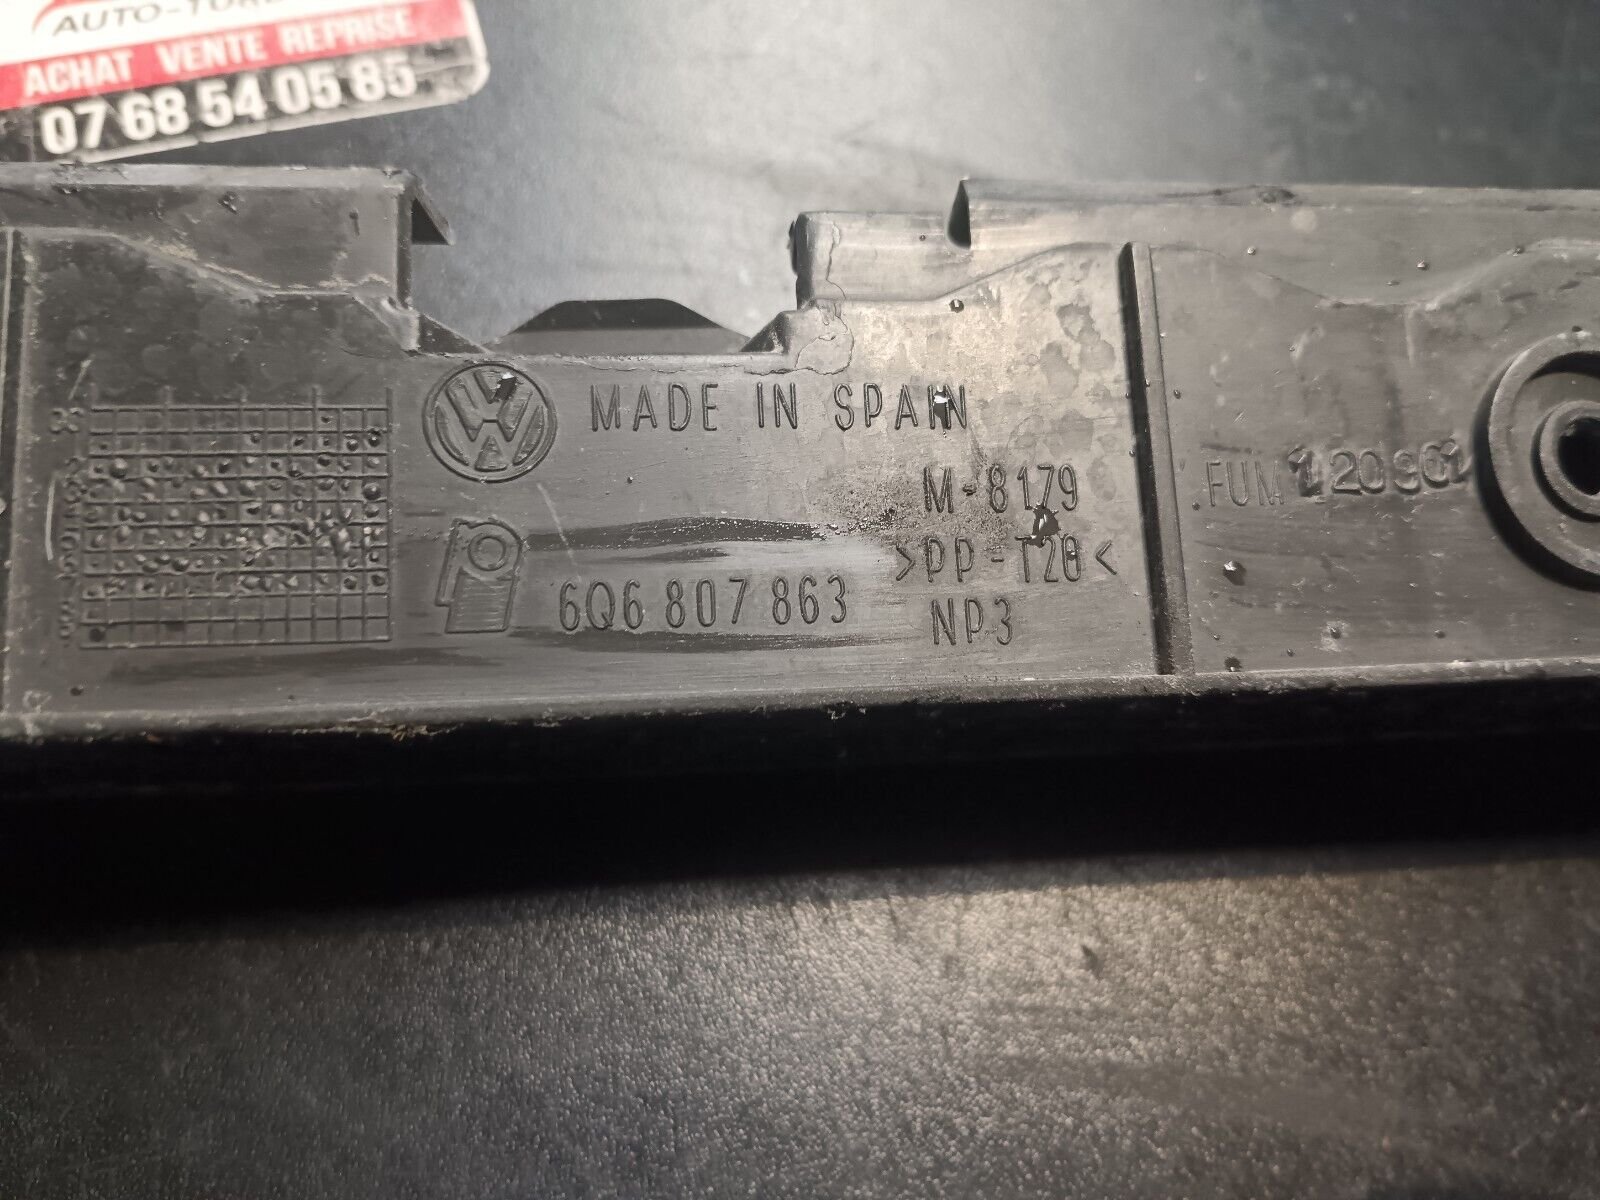 AUTO-TURB
ACHAT VENTE REPRISE
07 68 54 05 85
MADE IN SPAIN
M-8179
>PP-T20<
NP3
6Q6 807 863